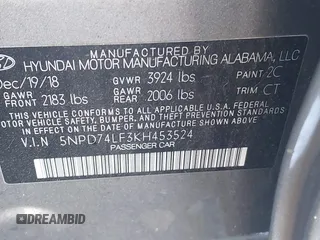 MANUFACTURED BY
HYUNDAI MOTOR MANUFACTURING ALABAMA, LLC
Dec/19/18 GVWR 3924 lbs PAINT 2C
GAWR FRONT 2183 lbs GAWR REAR 2006 lbs TRIM CT
THIS VEHICLE CONFORMS TO ALL APPLICABLE
U.S. FEDERAL MOTOR VEHICLE SAFETY, BUMPER, AND
THEFT PREVENTION STANDARDS IN EFFECT ON THE
DATE OF MANUFACTURE SHOWN ABOVE.
V.I.N 5NPD74LF3KH453524
PASSENGER CAR
DREAMBID